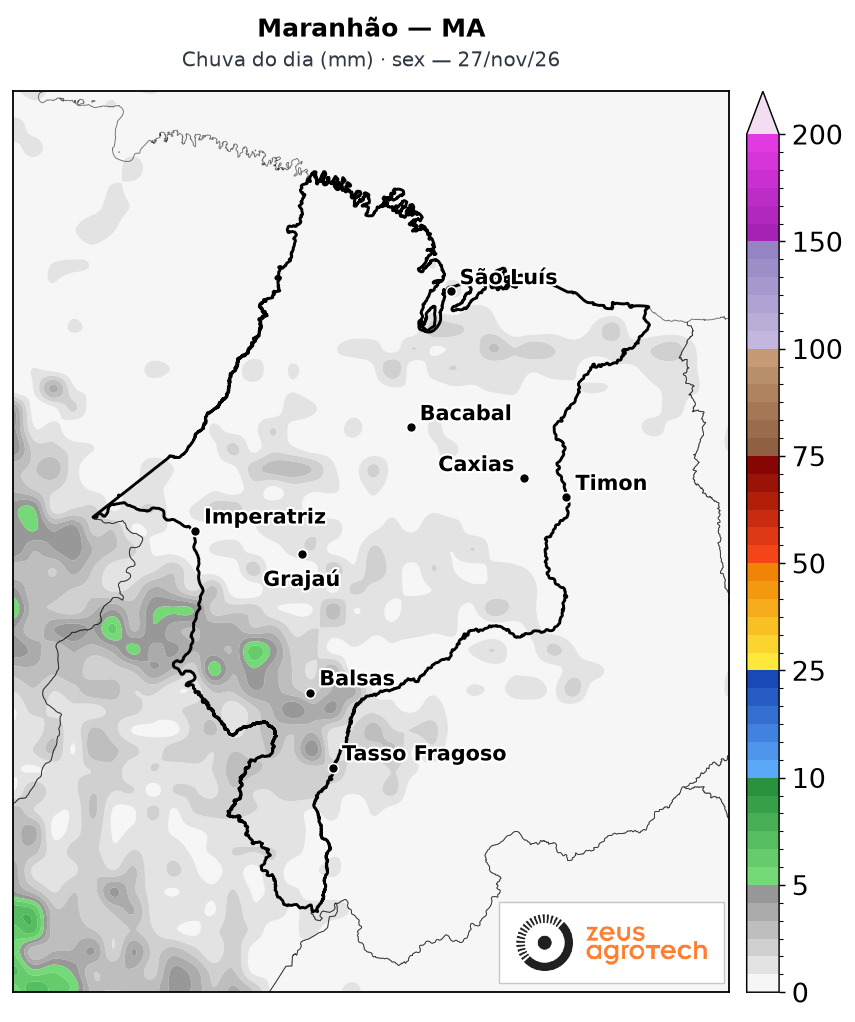 Maranhão — MA
Chuva do dia (mm) · sex — 27/nov/26
São Luís
Bacabal
Caxias
Timon
Imperatriz
Grajaú
Balsas
Tasso Fragoso
200
150
100
75
50
25
10
5
0
zeus
agrotech